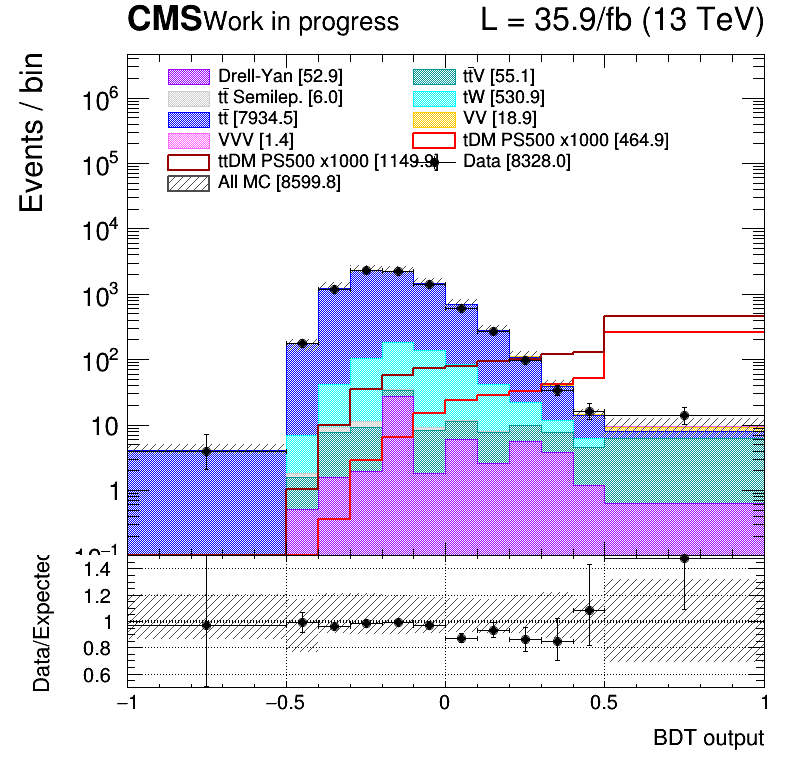 CMS Work in progress L = 35.9/fb (13 TeV)
Events / bin
Drell-Yan [52.9] tt̄V [55.1]
tt̄ Semilep. [6.0] tW [530.9]
tt̄ [7934.5] VV [18.9]
VVV [1.4] tDM PS500 x1000 [464.9]
ttDM PS500 x1000 [1149.9] Data [8328.0]
All MC [8599.8]
10⁶
10⁵
10⁴
10³
10²
10
1
10⁻¹
Data/Expected
1.4
1.2
1
0.8
0.6
−1 −0.5 0 0.5 1
BDT output